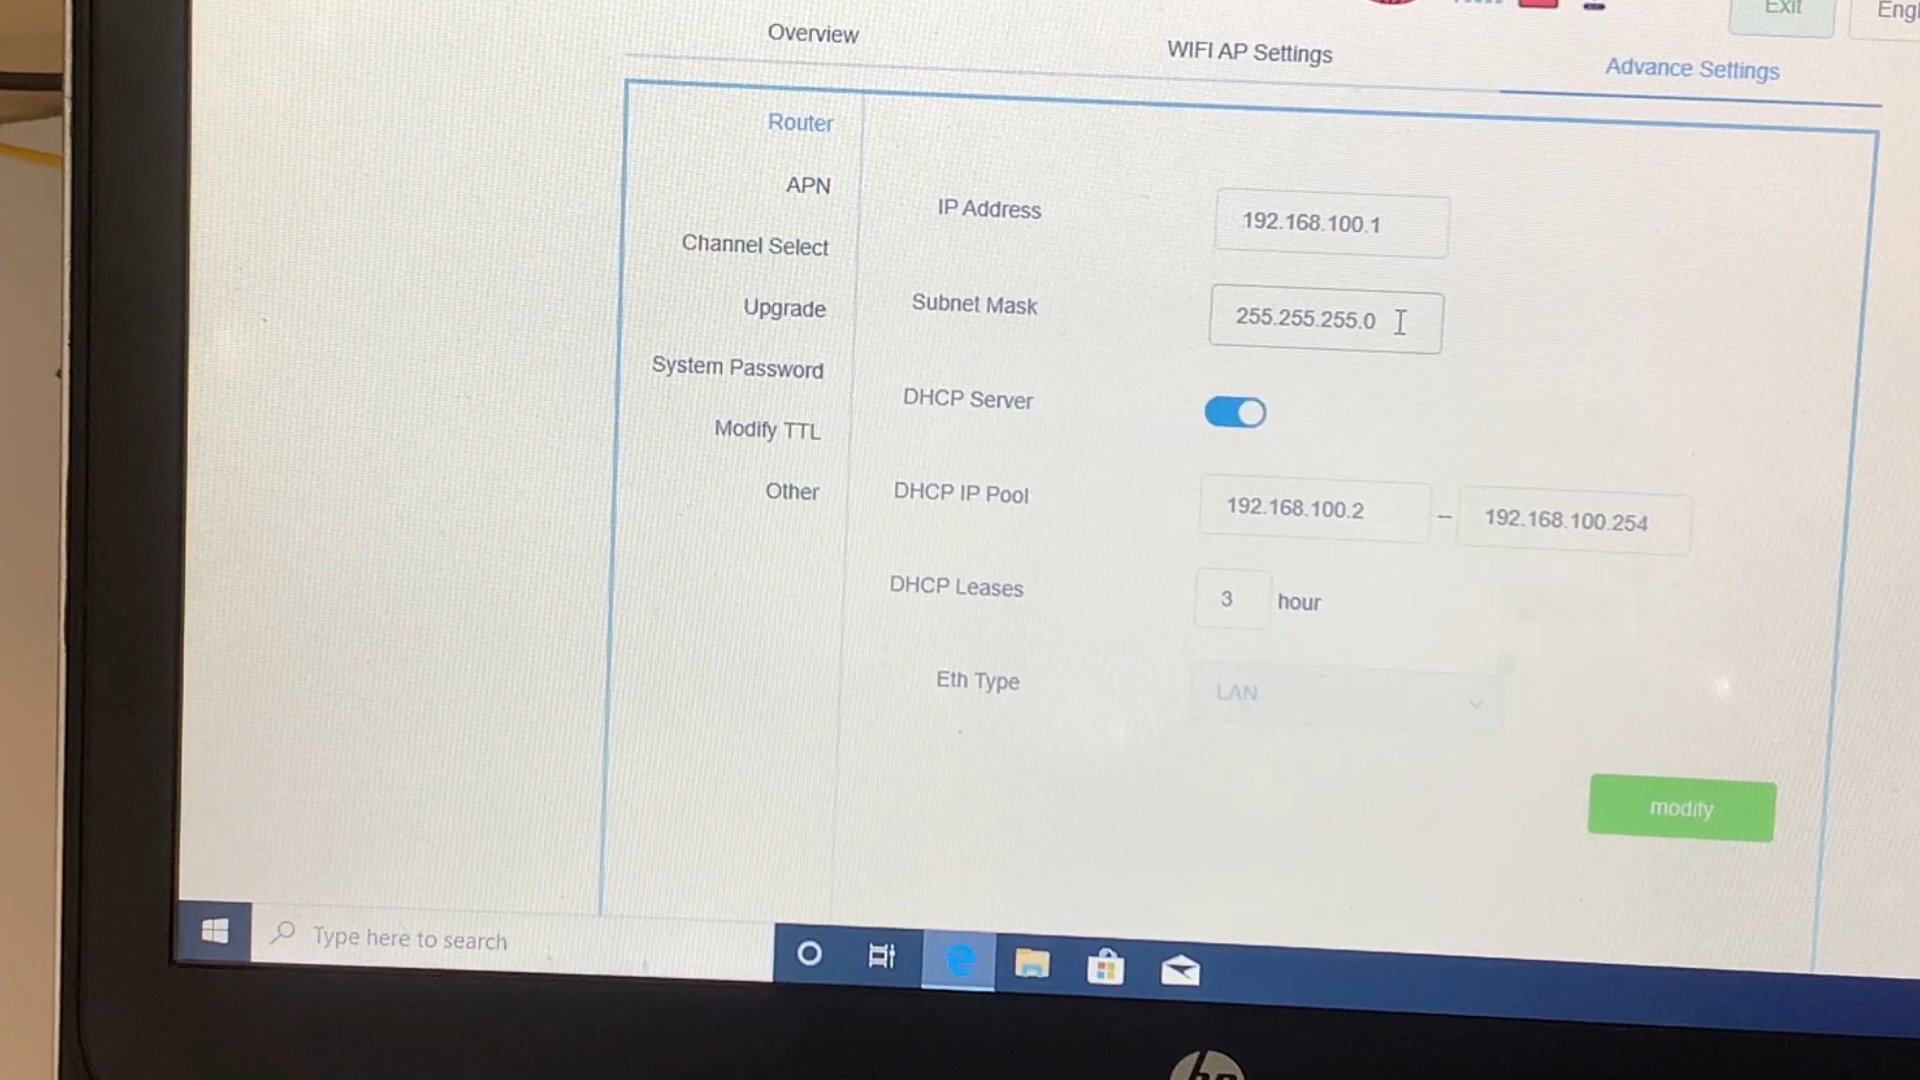 Exit
Overview
WIFI AP Settings
Advance Settings
Router
APN
Channel Select
Upgrade
System Password
Modify TTL
Other
IP Address
192.168.100.1
Subnet Mask
255.255.255.0
DHCP Server
DHCP IP Pool
192.168.100.2 – 192.168.100.254
DHCP Leases
3 hour
Eth Type
LAN
modify
Type here to search
hp